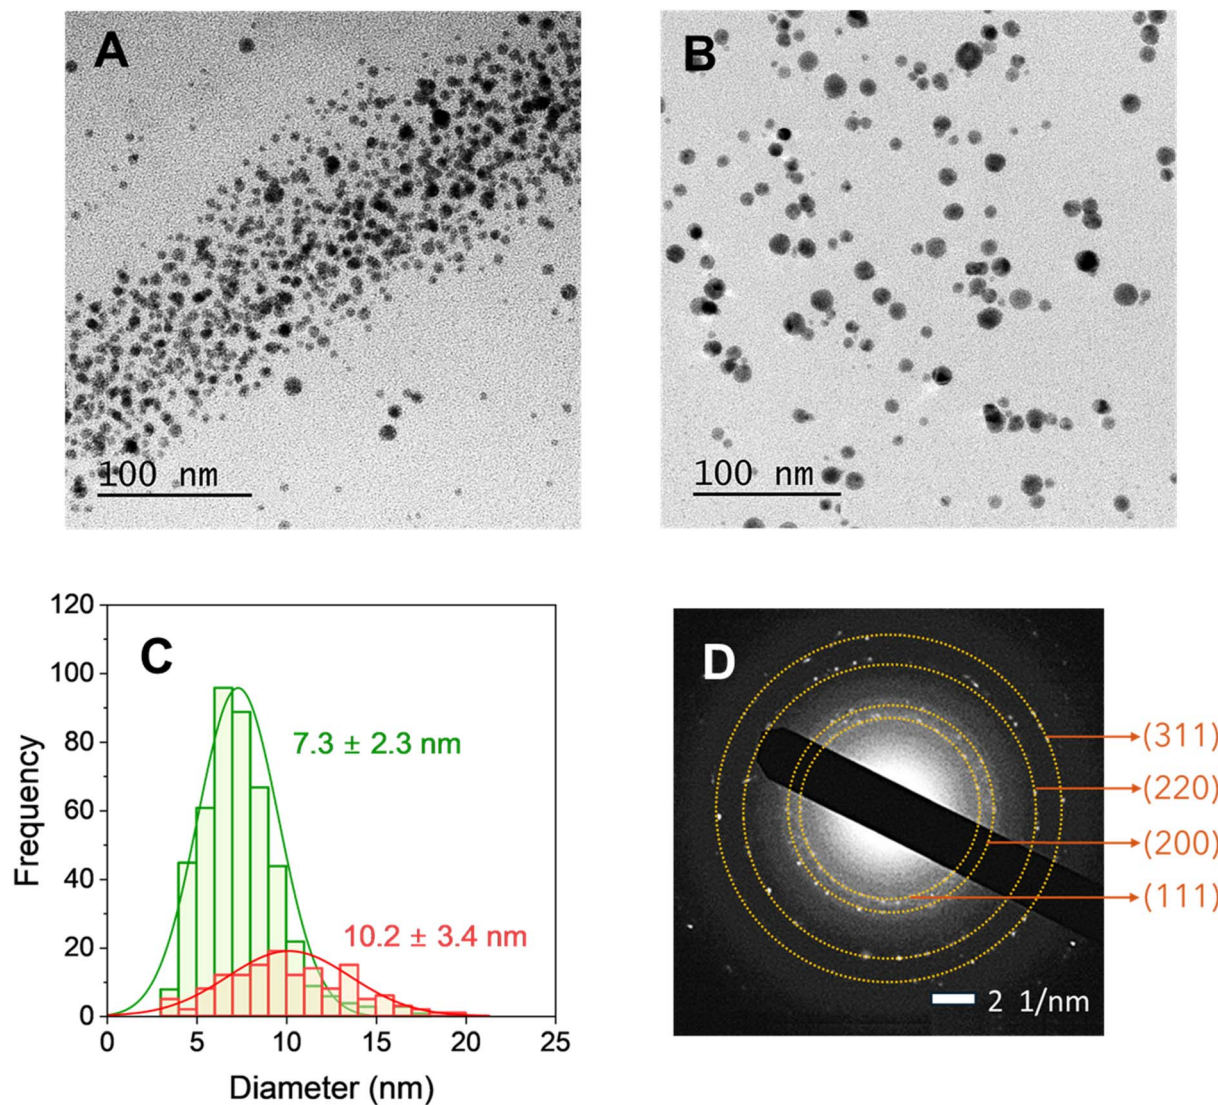 A
100 nm
B
100 nm
C
Frequency
120
100
80
60
40
20
0
7.3 ± 2.3 nm
10.2 ± 3.4 nm
0 5 10 15 20 25
Diameter (nm)
D
(311)
(220)
(200)
(111)
2 1/nm